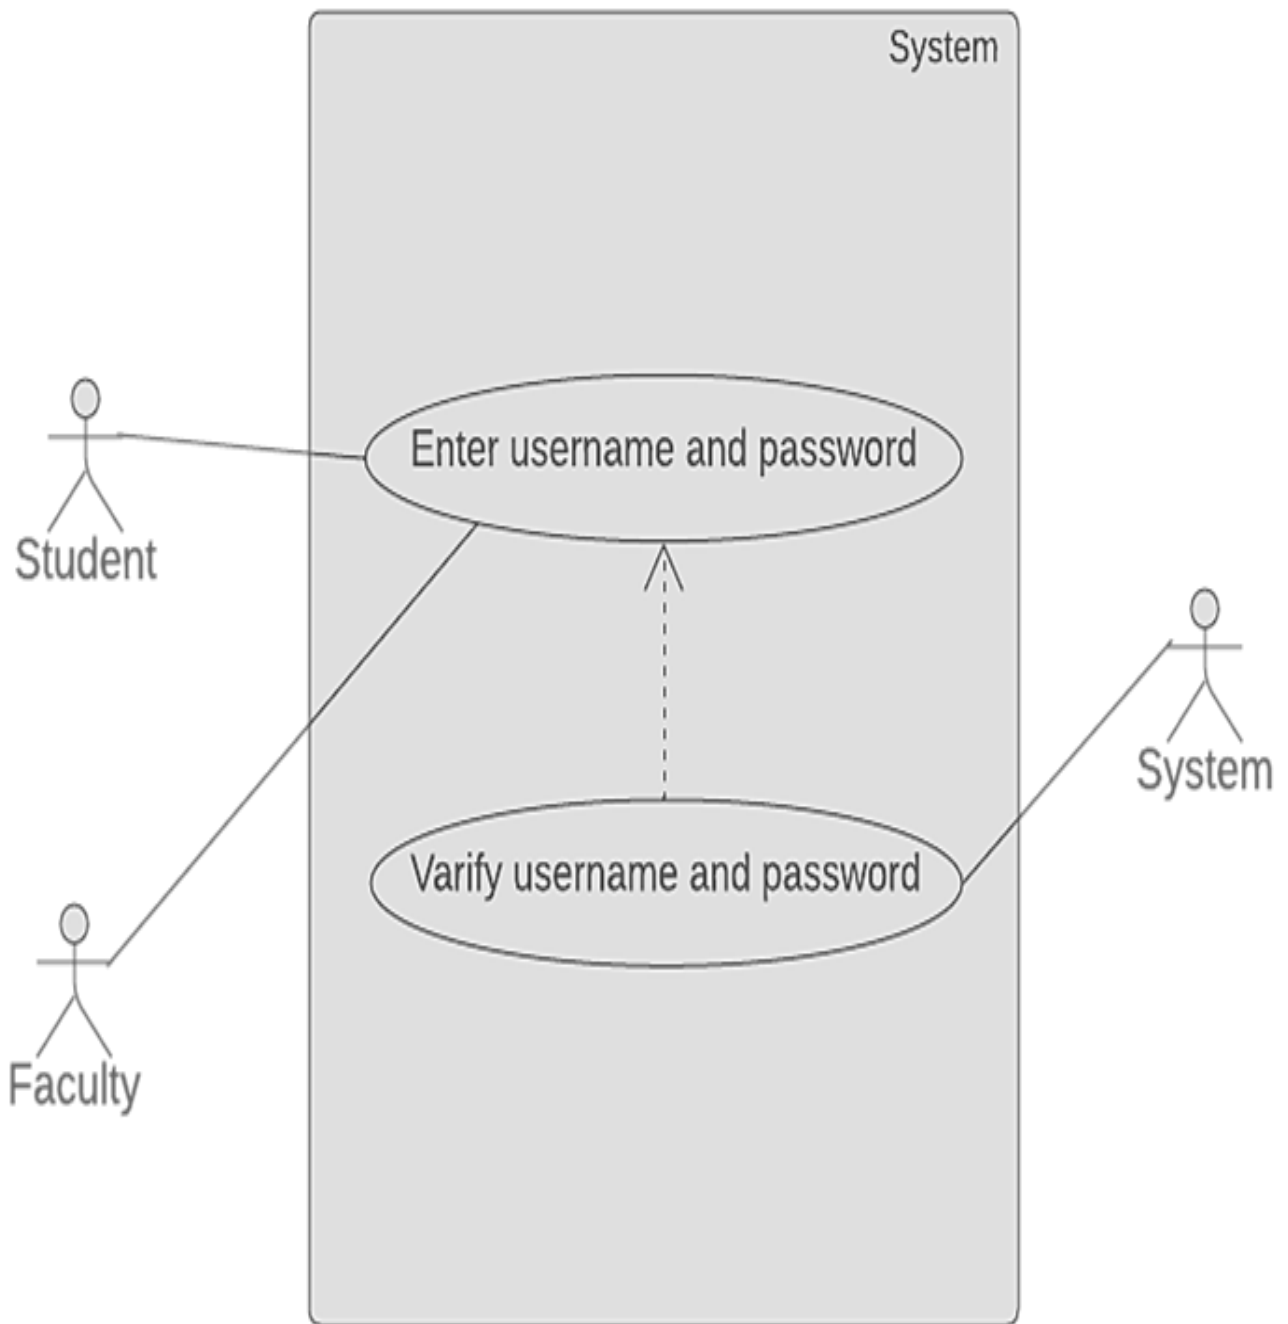 System
Enter username and password
Student
System
Varify username and password
Faculty